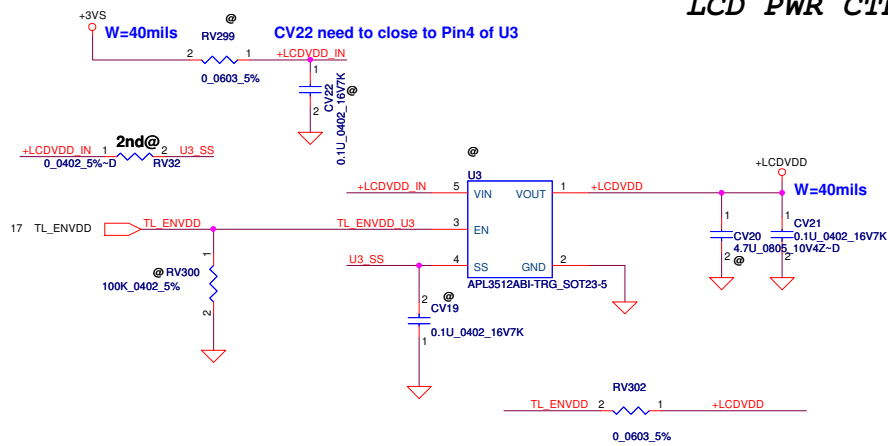 LCD PWR CTR
+3VS
W=40mils
@
RV299
CV22 need to close to Pin4 of U3
2
1
+LCDVDD_IN
0_0603_5%
1
CV22
@
2
0.1U_0402_16V7K
2nd@
+LCDVDD_IN 1
2 U3_SS
0_0402_5%~D
RV32
@
U3
+LCDVDD
+LCDVDD_IN
5
VIN
VOUT
1
+LCDVDD
W=40mils
17 TL_ENVDD
TL_ENVDD
TL_ENVDD_U3
3
EN
1
CV20
4.7U_0805_10V4Z~D
2
@
1
CV21
0.1U_0402_16V7K
2
1
@ RV300
100K_0402_5%
2
U3_SS
4
SS
GND
2
APL3512ABI-TRG_SOT23-5
2
@
CV19
0.1U_0402_16V7K
1
RV302
TL_ENVDD 2
1 +LCDVDD
0_0603_5%